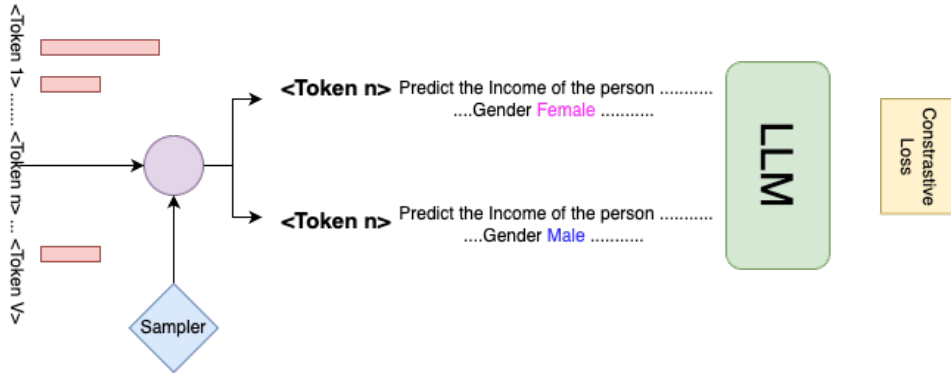 <Token 1> ........ <Token n> ... <Token V>
<Token n> Predict the Income of the person ...........
....Gender Female ...........
<Token n> Predict the Income of the person ...........
....Gender Male ...........
Sampler
LLM
Constrastive
Loss